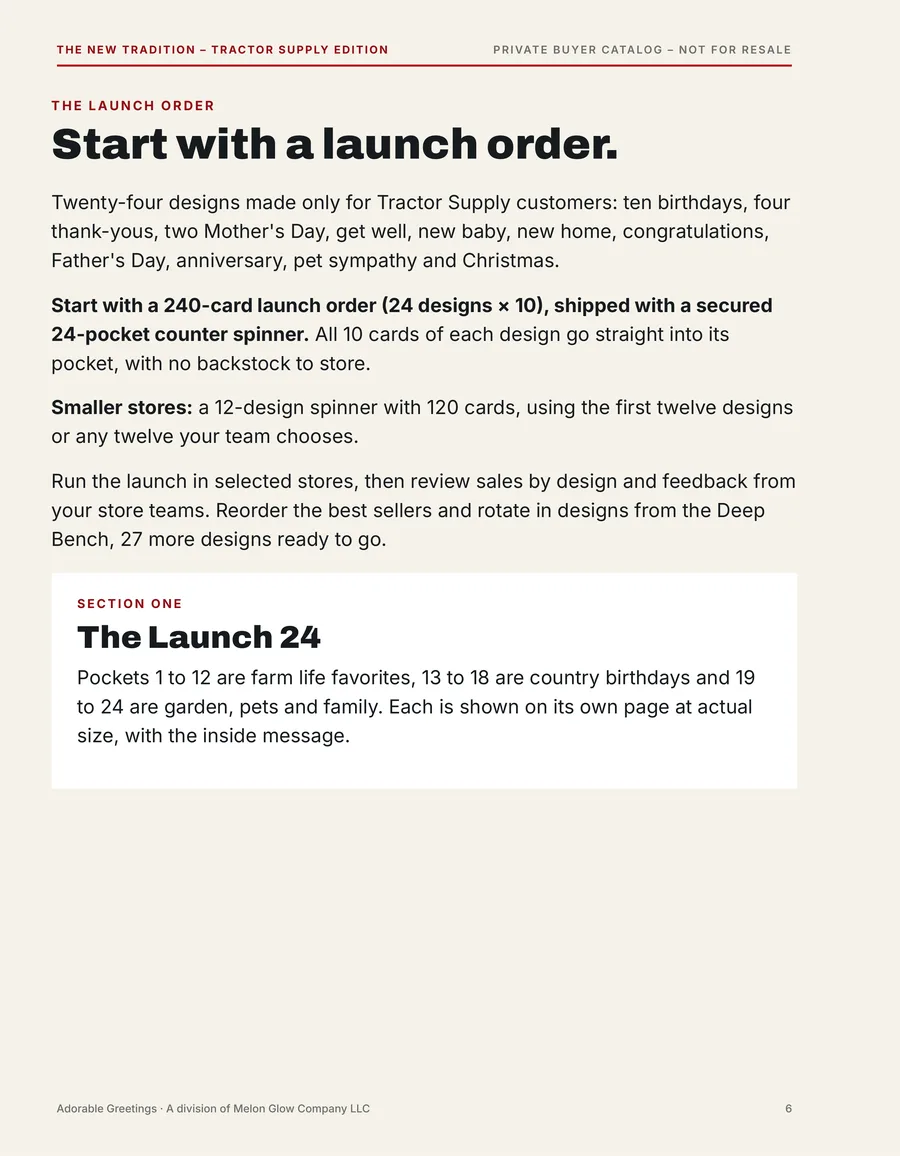 THE NEW TRADITION – TRACTOR SUPPLY EDITION
PRIVATE BUYER CATALOG – NOT FOR RESALE
THE LAUNCH ORDER
Start with a launch order.
Twenty-four designs made only for Tractor Supply customers: ten birthdays, four
thank-yous, two Mother's Day, get well, new baby, new home, congratulations,
Father's Day, anniversary, pet sympathy and Christmas.
Start with a 240-card launch order (24 designs × 10), shipped with a secured
24-pocket counter spinner. All 10 cards of each design go straight into its
pocket, with no backstock to store.
Smaller stores: a 12-design spinner with 120 cards, using the first twelve designs
or any twelve your team chooses.
Run the launch in selected stores, then review sales by design and feedback from
your store teams. Reorder the best sellers and rotate in designs from the Deep
Bench, 27 more designs ready to go.
SECTION ONE
The Launch 24
Pockets 1 to 12 are farm life favorites, 13 to 18 are country birthdays and 19
to 24 are garden, pets and family. Each is shown on its own page at actual
size, with the inside message.
Adorable Greetings · A division of Melon Glow Company LLC
6